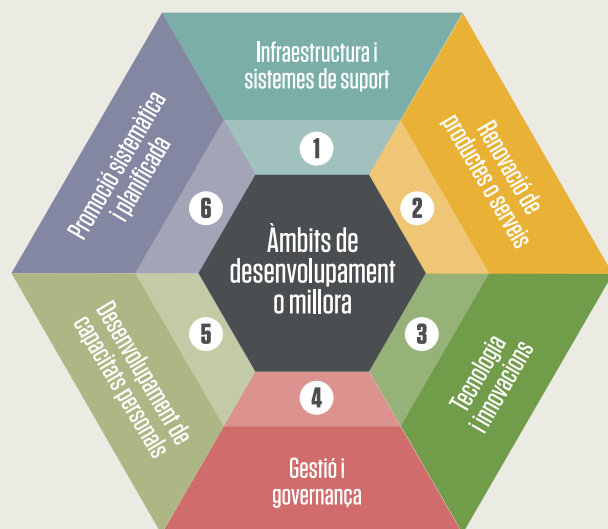 Infraestructura i
sistemes de suport
1
Renovació de
productes o serveis
2
Tecnologia
i innovacions
3
Gestió i
governança
4
Desenvolupament de
capacitats personals
5
Promoció sistemàtica
i planificada
6
Àmbits de
desenvolupament
o millora